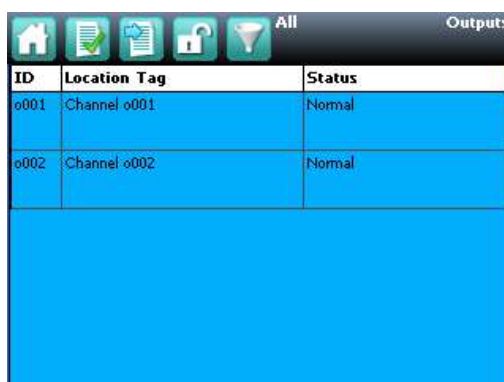 All Outputs
ID Location Tag Status
o001 Channel o001 Normal
o002 Channel o002 Normal